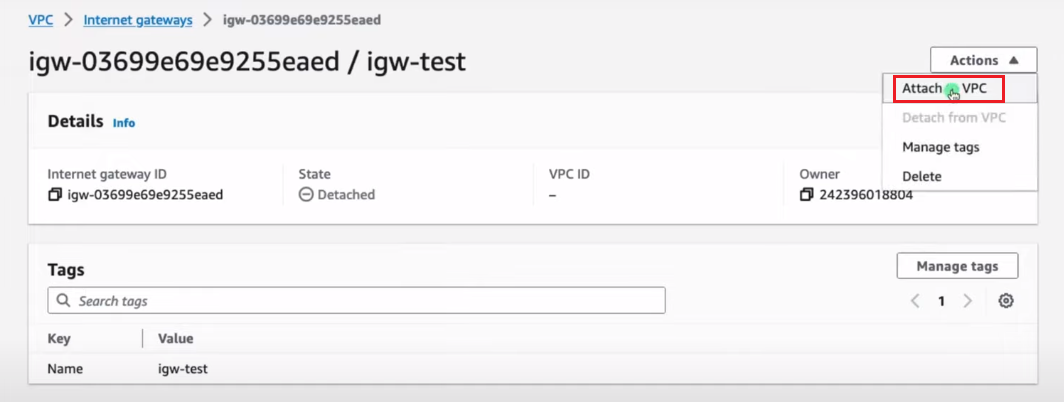 VPC > Internet gateways > igw-03699e69e9255eaed
igw-03699e69e9255eaed / igw-test
Actions
Attach VPC
Detach from VPC
Manage tags
Delete
Details Info
Internet gateway ID
igw-03699e69e9255eaed
State
Detached
VPC ID
–
Owner
242396018804
Tags
Manage tags
Search tags
< 1 >
Key Value
Name igw-test